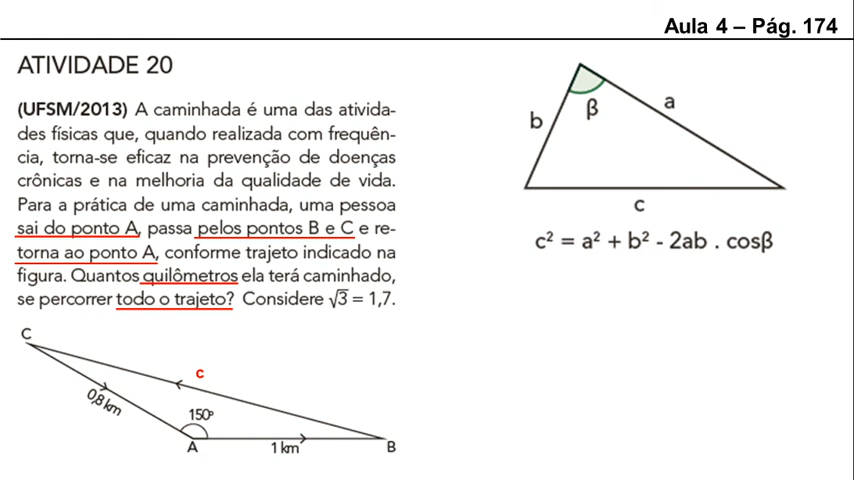 Aula 4 – Pág. 174
ATIVIDADE 20
(UFSM/2013) A caminhada é uma das ativida-
des físicas que, quando realizada com frequên-
cia, torna-se eficaz na prevenção de doenças
crônicas e na melhoria da qualidade de vida.
Para a prática de uma caminhada, uma pessoa
sai do ponto A, passa pelos pontos B e C e re-
torna ao ponto A, conforme trajeto indicado na
figura. Quantos quilômetros ela terá caminhado,
se percorrer todo o trajeto? Considere √3 = 1,7.
C
c
0,8 km
150º
A
1 km
B
β
a
b
c
c² = a² + b² - 2ab . cosβ